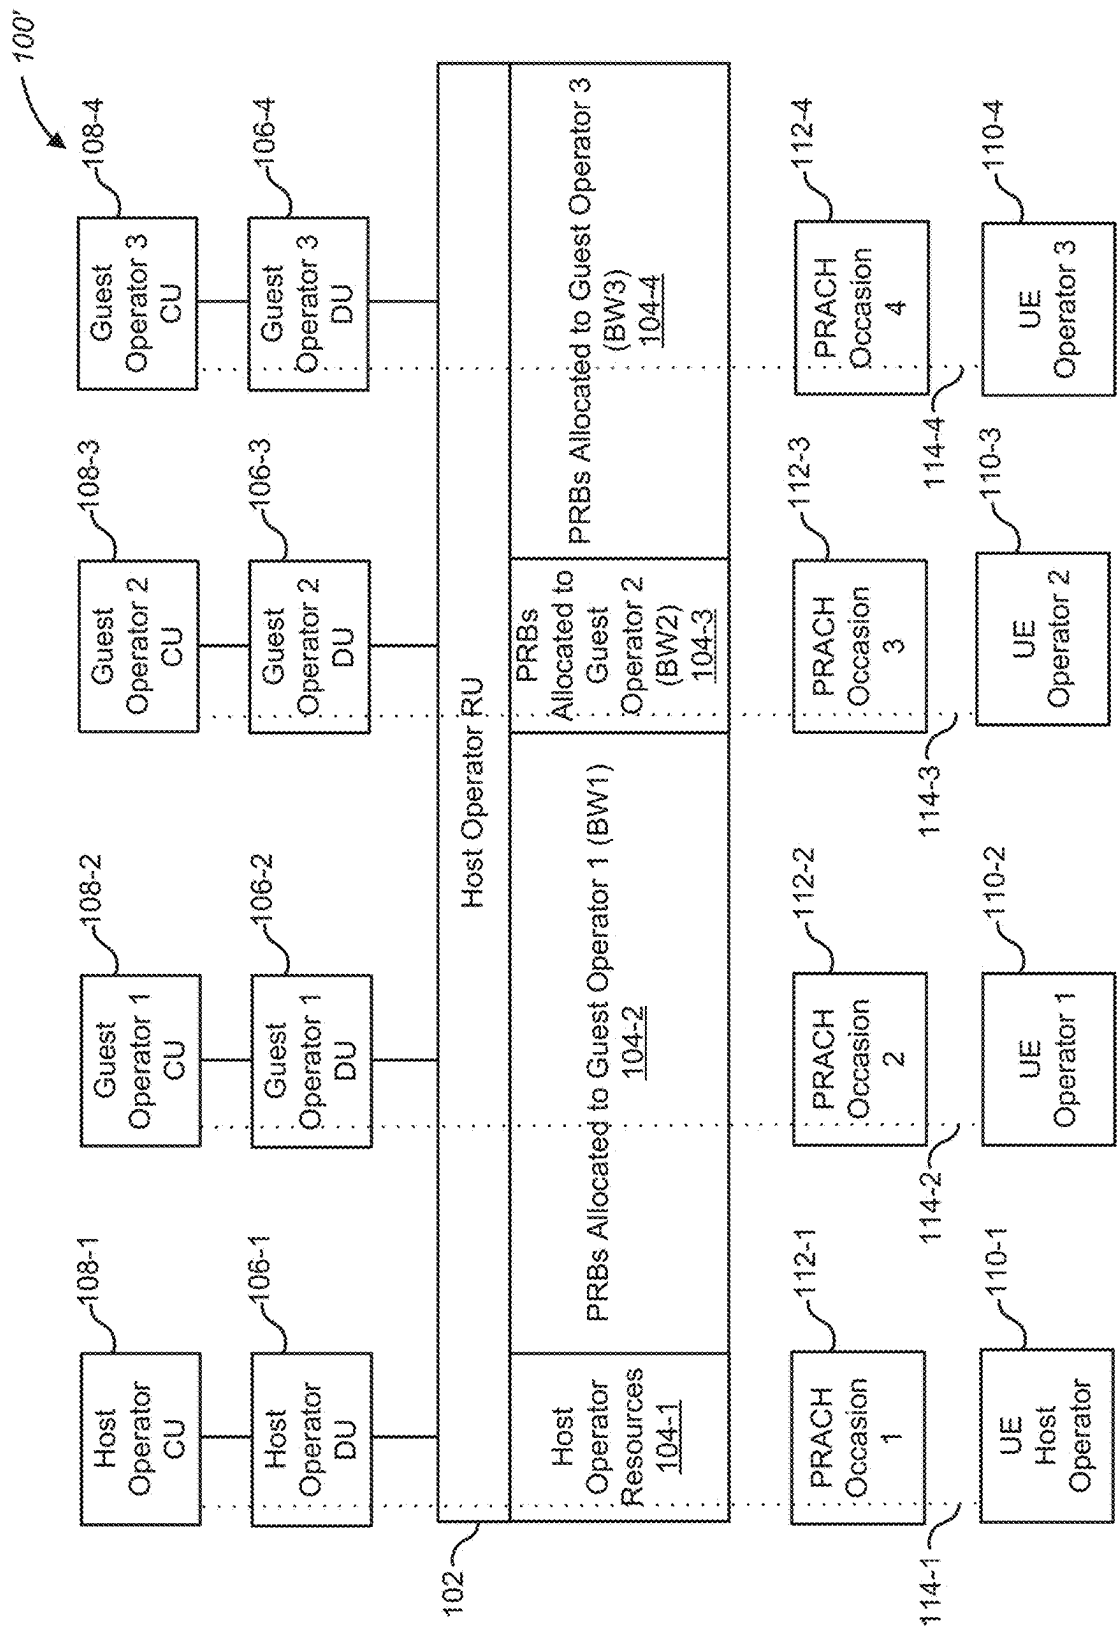 100'
108-1
108-2
108-3
108-4
Host
Operator
CU
Guest
Operator 1
CU
Guest
Operator 2
CU
Guest
Operator 3
CU
106-1
106-2
106-3
106-4
Host
Operator
DU
Guest
Operator 1
DU
Guest
Operator 2
DU
Guest
Operator 3
DU
102
Host Operator RU
Host
Operator
Resources
104-1
PRBs Allocated to Guest Operator 1 (BW1)
104-2
PRBs
Allocated to
Guest
Operator 2
(BW2)
104-3
PRBs Allocated to Guest Operator 3
(BW3)
104-4
112-1
112-2
112-3
112-4
PRACH
Occasion
1
PRACH
Occasion
2
PRACH
Occasion
3
PRACH
Occasion
4
114-1
110-1
114-2
110-2
114-3
110-3
114-4
110-4
UE
Host
Operator
UE
Operator 1
UE
Operator 2
UE
Operator 3